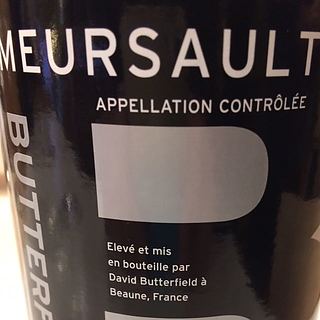 MEURSAULT
APPELLATION CONTRÔLÉE
Elevé et mis
en bouteille par
David Butterfield à
Beaune, France